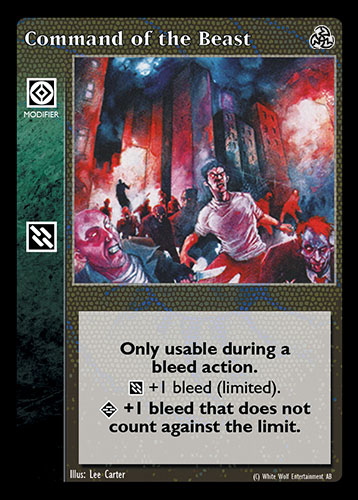 Command of the Beast
MODIFIER
Only usable during a
bleed action.
+1 bleed (limited).
+1 bleed that does not
count against the limit.
Illus: Lee Carter
(C) White Wolf Entertainment AB